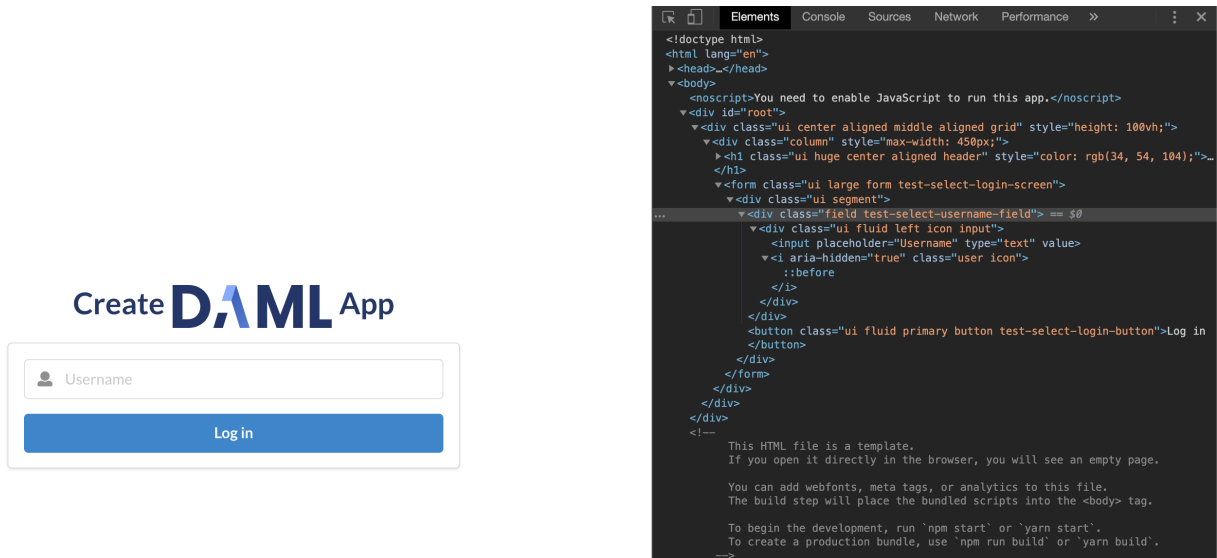 Create DAML App
Username
Log in
Elements Console Sources Network Performance »
<!doctype html>
<html lang="en">
▶<head>…</head>
▼<body>
<noscript>You need to enable JavaScript to run this app.</noscript>
▼<div id="root">
▼<div class="ui center aligned middle aligned grid" style="height: 100vh;">
▼<div class="column" style="max-width: 450px;">
▶<h1 class="ui huge center aligned header" style="color: rgb(34, 54, 104);">…
</h1>
▼<form class="ui large form test-select-login-screen">
▼<div class="ui segment">
… ▼<div class="field test-select-username-field"> == $0
▼<div class="ui fluid left icon input">
<input placeholder="Username" type="text" value>
▼<i aria-hidden="true" class="user icon">
::before
</i>
</div>
</div>
<button class="ui fluid primary button test-select-login-button">Log in
</button>
</div>
</form>
</div>
</div>
</div>
<!--
This HTML file is a template.
If you open it directly in the browser, you will see an empty page.
You can add webfonts, meta tags, or analytics to this file.
The build step will place the bundled scripts into the <body> tag.
To begin the development, run `npm start` or `yarn start`.
To create a production bundle, use `npm run build` or `yarn build`.
-->